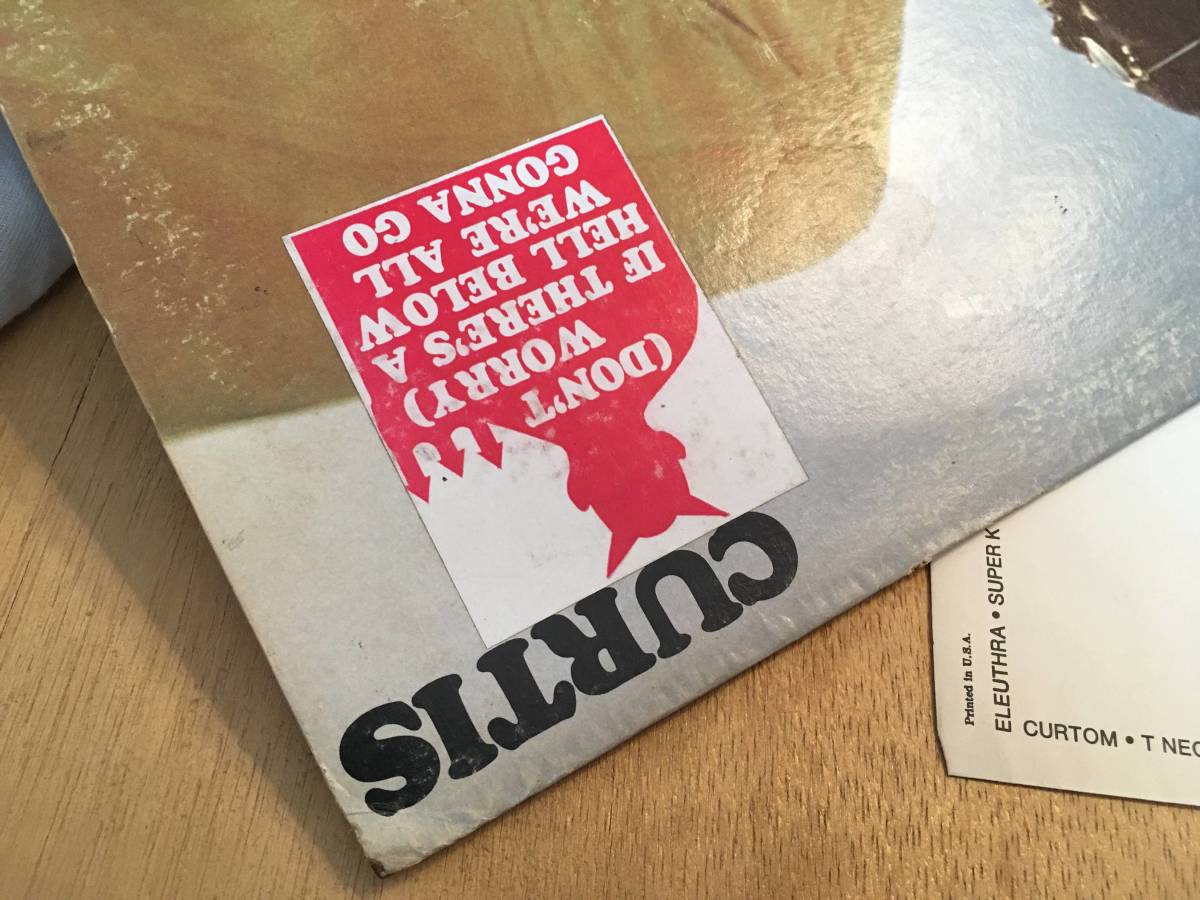 CURTIS
(DON'T
WORRY)
IF THERE'S A
HELL BELOW
WE'RE ALL
GONNA GO
Printed in U.S.A.
ELEUTHRA • SUPER K
CURTOM • T NEC